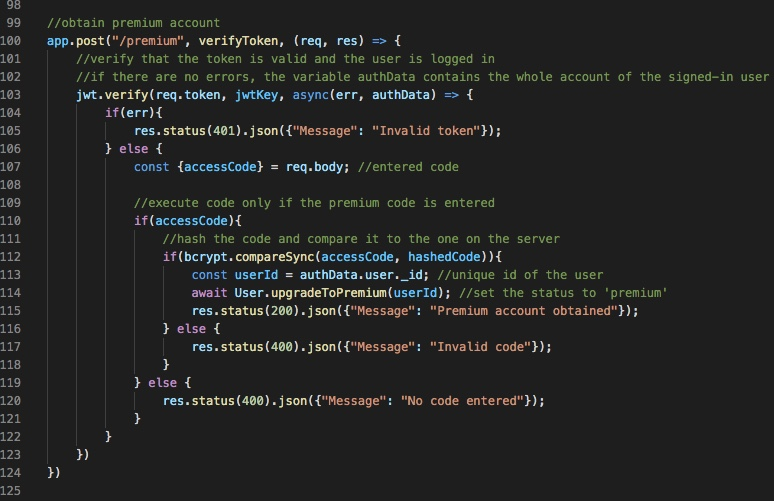 98
99 //obtain premium account
100 app.post("/premium", verifyToken, (req, res) => {
101 //verify that the token is valid and the user is logged in
102 //if there are no errors, the variable authData contains the whole account of the signed-in user
103 jwt.verify(req.token, jwtKey, async(err, authData) => {
104 if(err){
105 res.status(401).json({"Message": "Invalid token"});
106 } else {
107 const {accessCode} = req.body; //entered code
108
109 //execute code only if the premium code is entered
110 if(accessCode){
111 //hash the code and compare it to the one on the server
112 if(bcrypt.compareSync(accessCode, hashedCode)){
113 const userId = authData.user._id; //unique id of the user
114 await User.upgradeToPremium(userId); //set the status to 'premium'
115 res.status(200).json({"Message": "Premium account obtained"});
116 } else {
117 res.status(400).json({"Message": "Invalid code"});
118 }
119 } else {
120 res.status(400).json({"Message": "No code entered"});
121 }
122 }
123 })
124 })
125